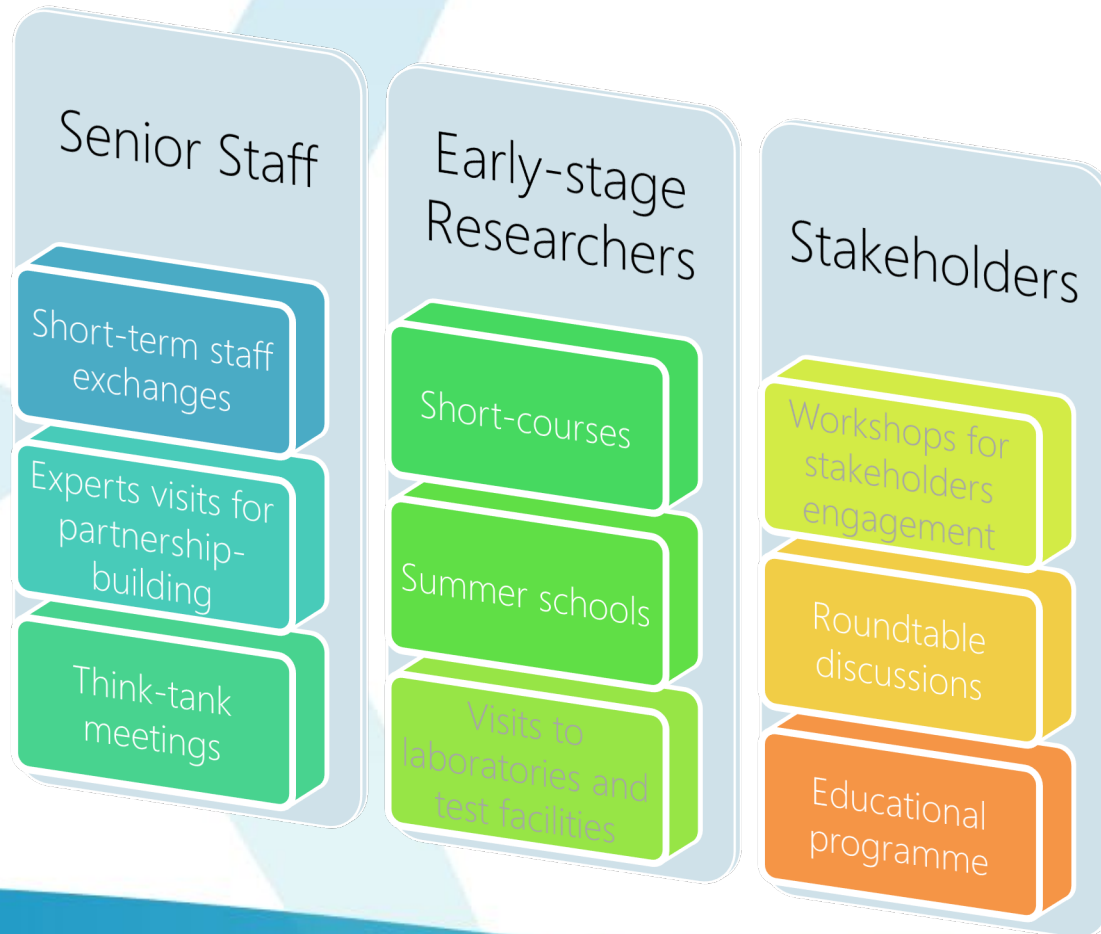 Senior Staff
Short-term staff
exchanges
Experts visits for
partnership-
building
Think-tank
meetings
Early-stage
Researchers
Short-courses
Summer schools
Visits to
laboratories and
test facilities
Stakeholders
Workshops for
stakeholders
engagement
Roundtable
discussions
Educational
programme